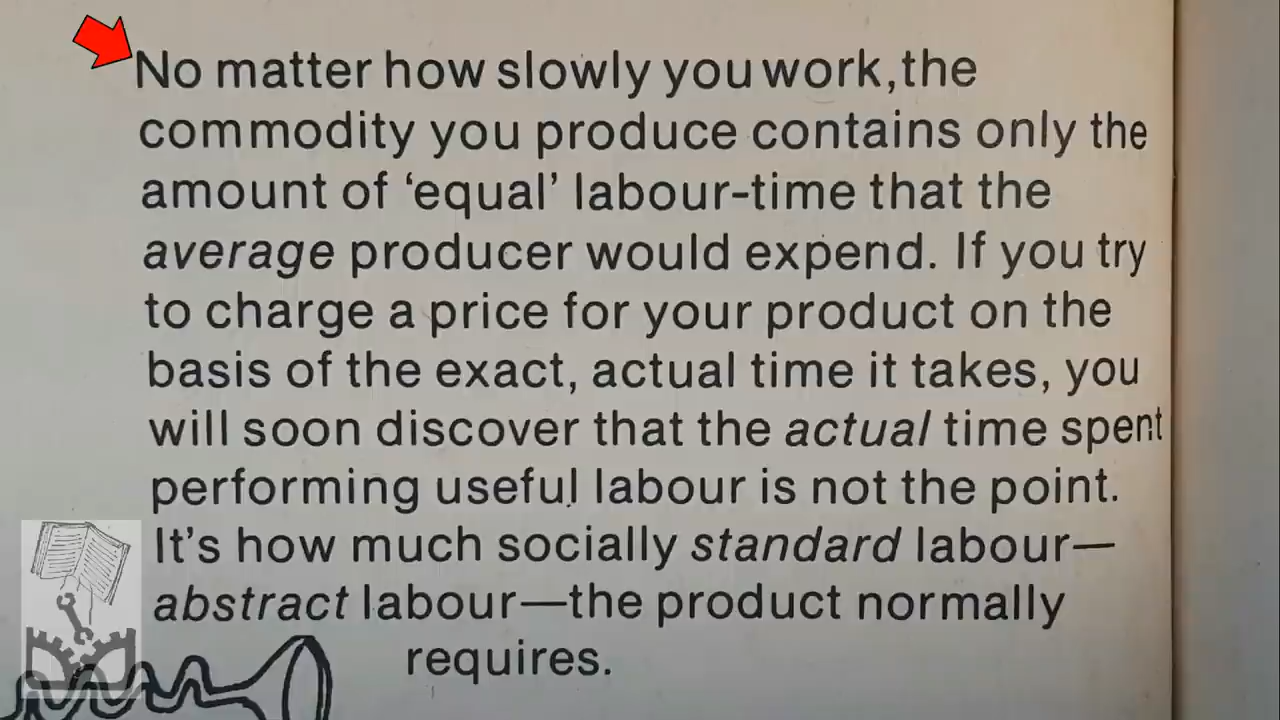 No matter how slowly you work, the
commodity you produce contains only the
amount of ‘equal’ labour-time that the
average producer would expend. If you try
to charge a price for your product on the
basis of the exact, actual time it takes, you
will soon discover that the actual time spent
performing useful labour is not the point.
It’s how much socially standard labour—
abstract labour—the product normally
requires.